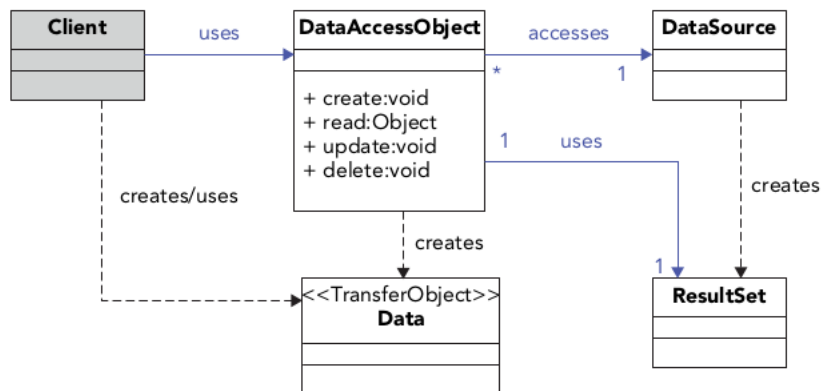 Client
uses
DataAccessObject
accesses
DataSource
*
1
+ create:void
+ read:Object
+ update:void
+ delete:void
1
uses
creates/uses
creates
creates
1
<<TransferObject>>
Data
ResultSet